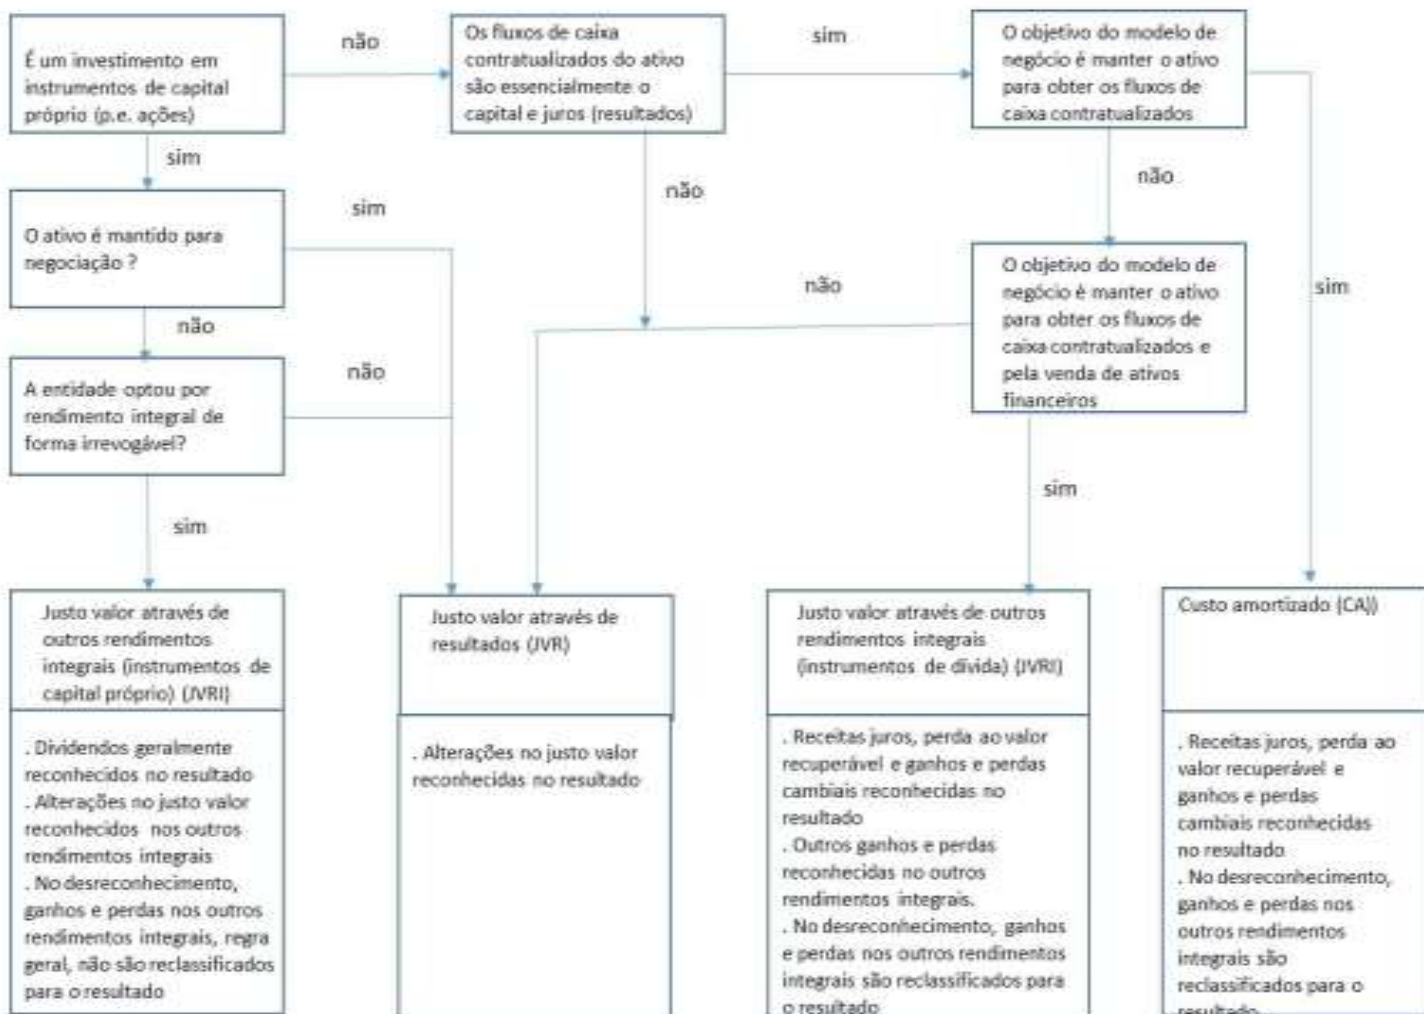 É um investimento em
instrumentos de capital
próprio (p.e. ações)
não
Os fluxos de caixa
contratualizados do ativo
são essencialmente o
capital e juros (resultados)
sim
O objetivo do modelo de
negócio é manter o ativo
para obter os fluxos de
caixa contratualizados
sim
não
não
sim
O ativo é mantido para
negociação ?
sim
O objetivo do modelo de
negócio é manter o ativo
para obter os fluxos de
caixa contratualizados e
pela venda de ativos
financeiros
não
sim
não
A entidade optou por
rendimento integral de
forma irrevogável?
não
sim
sim
Justo valor através de
outros rendimentos
integrais (instrumentos de
capital próprio) (JVRI)
. Dividendos geralmente
reconhecidos no resultado
. Alterações no justo valor
reconhecidos nos outros
rendimentos integrais
. No desreconhecimento,
ganhos e perdas nos outros
rendimentos integrais, regra
geral, não são reclassificados
para o resultado
Justo valor através de
resultados (JVR)
. Alterações no justo valor
reconhecidas no resultado
Justo valor através de outros
rendimentos integrais
(instrumentos de dívida) (JVRI)
. Receitas juros, perda ao valor
recuperável e ganhos e perdas
cambiais reconhecidas no
resultado
. Outros ganhos e perdas
reconhecidas no outros
rendimentos integrais.
. No desreconhecimento, ganhos
e perdas nos outros rendimentos
integrais são reclassificados para
o resultado
Custo amortizado (CA))
. Receitas juros, perda ao
valor recuperável e
ganhos e perdas
cambiais reconhecidas
no resultado
. No desreconhecimento,
ganhos e perdas nos
outros rendimentos
integrais são
reclassificados para o
resultado